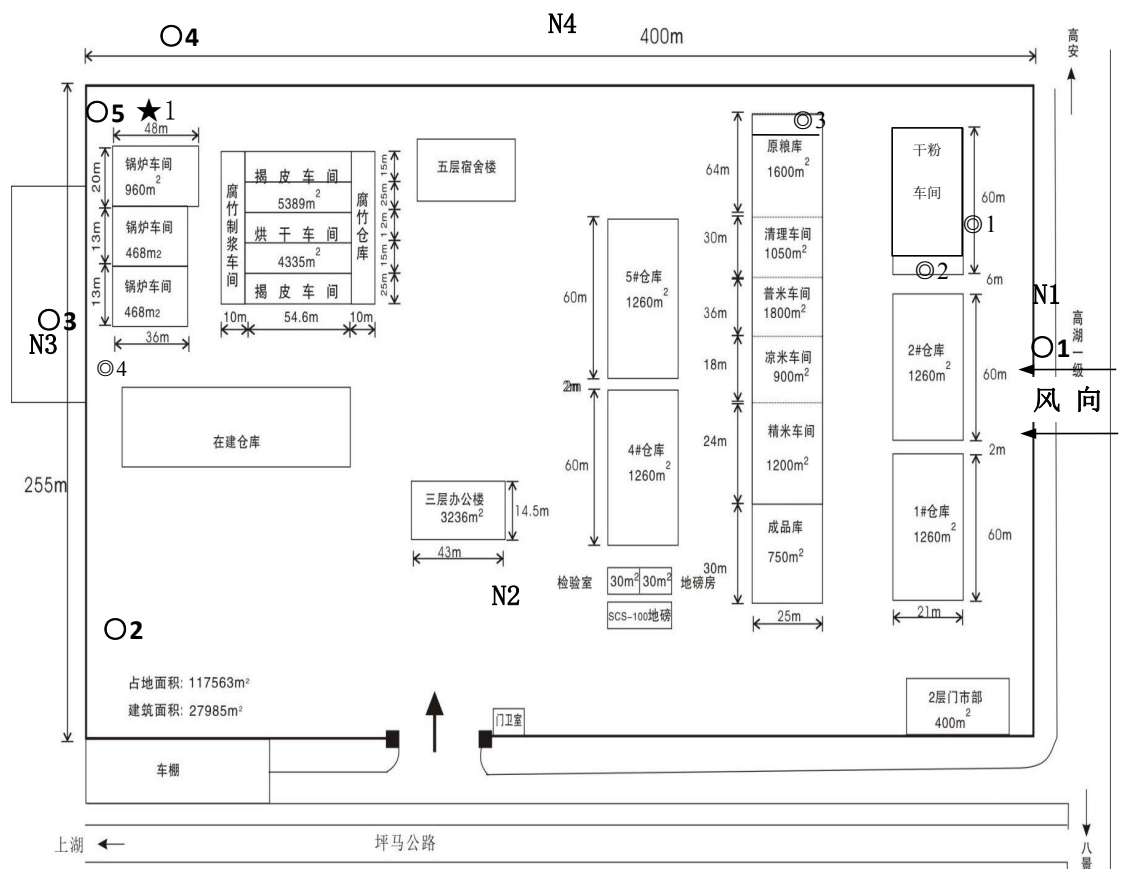 ○4
N4
400m
高安
○5 ★1
48m
20m
锅炉车间
960m²
13m
锅炉车间
468m2
13m
锅炉车间
468m2
36m
○3
N3
◎4
腐竹制浆车间
揭皮车间
5389m²
烘干车间
4335m²
揭皮车间
腐竹仓库
15m
25m
12m
15m
25m
10m
54.6m
10m
五层宿舍楼
◎3
原粮库
1600m²
64m
清理车间
1050m²
30m
普米车间
1800m²
36m
凉米车间
900m²
18m
精米车间
1200m²
24m
成品库
750m²
30m
25m
干粉
车间
60m
◎1
◎2
6m
N1
高湖一级
○1
风向
2#仓库
1260m²
60m
2m
1#仓库
1260m²
60m
21m
5#仓库
1260m²
60m
2m
4#仓库
1260m²
60m
在建仓库
255m
三层办公楼
3236m²
14.5m
43m
N2
检验室
30m²
30m²
地磅房
SCS-100地磅
○2
占地面积: 117563m²
建筑面积: 27985m²
门卫室
2层门市部
400m²
车棚
上湖
坪马公路
八景